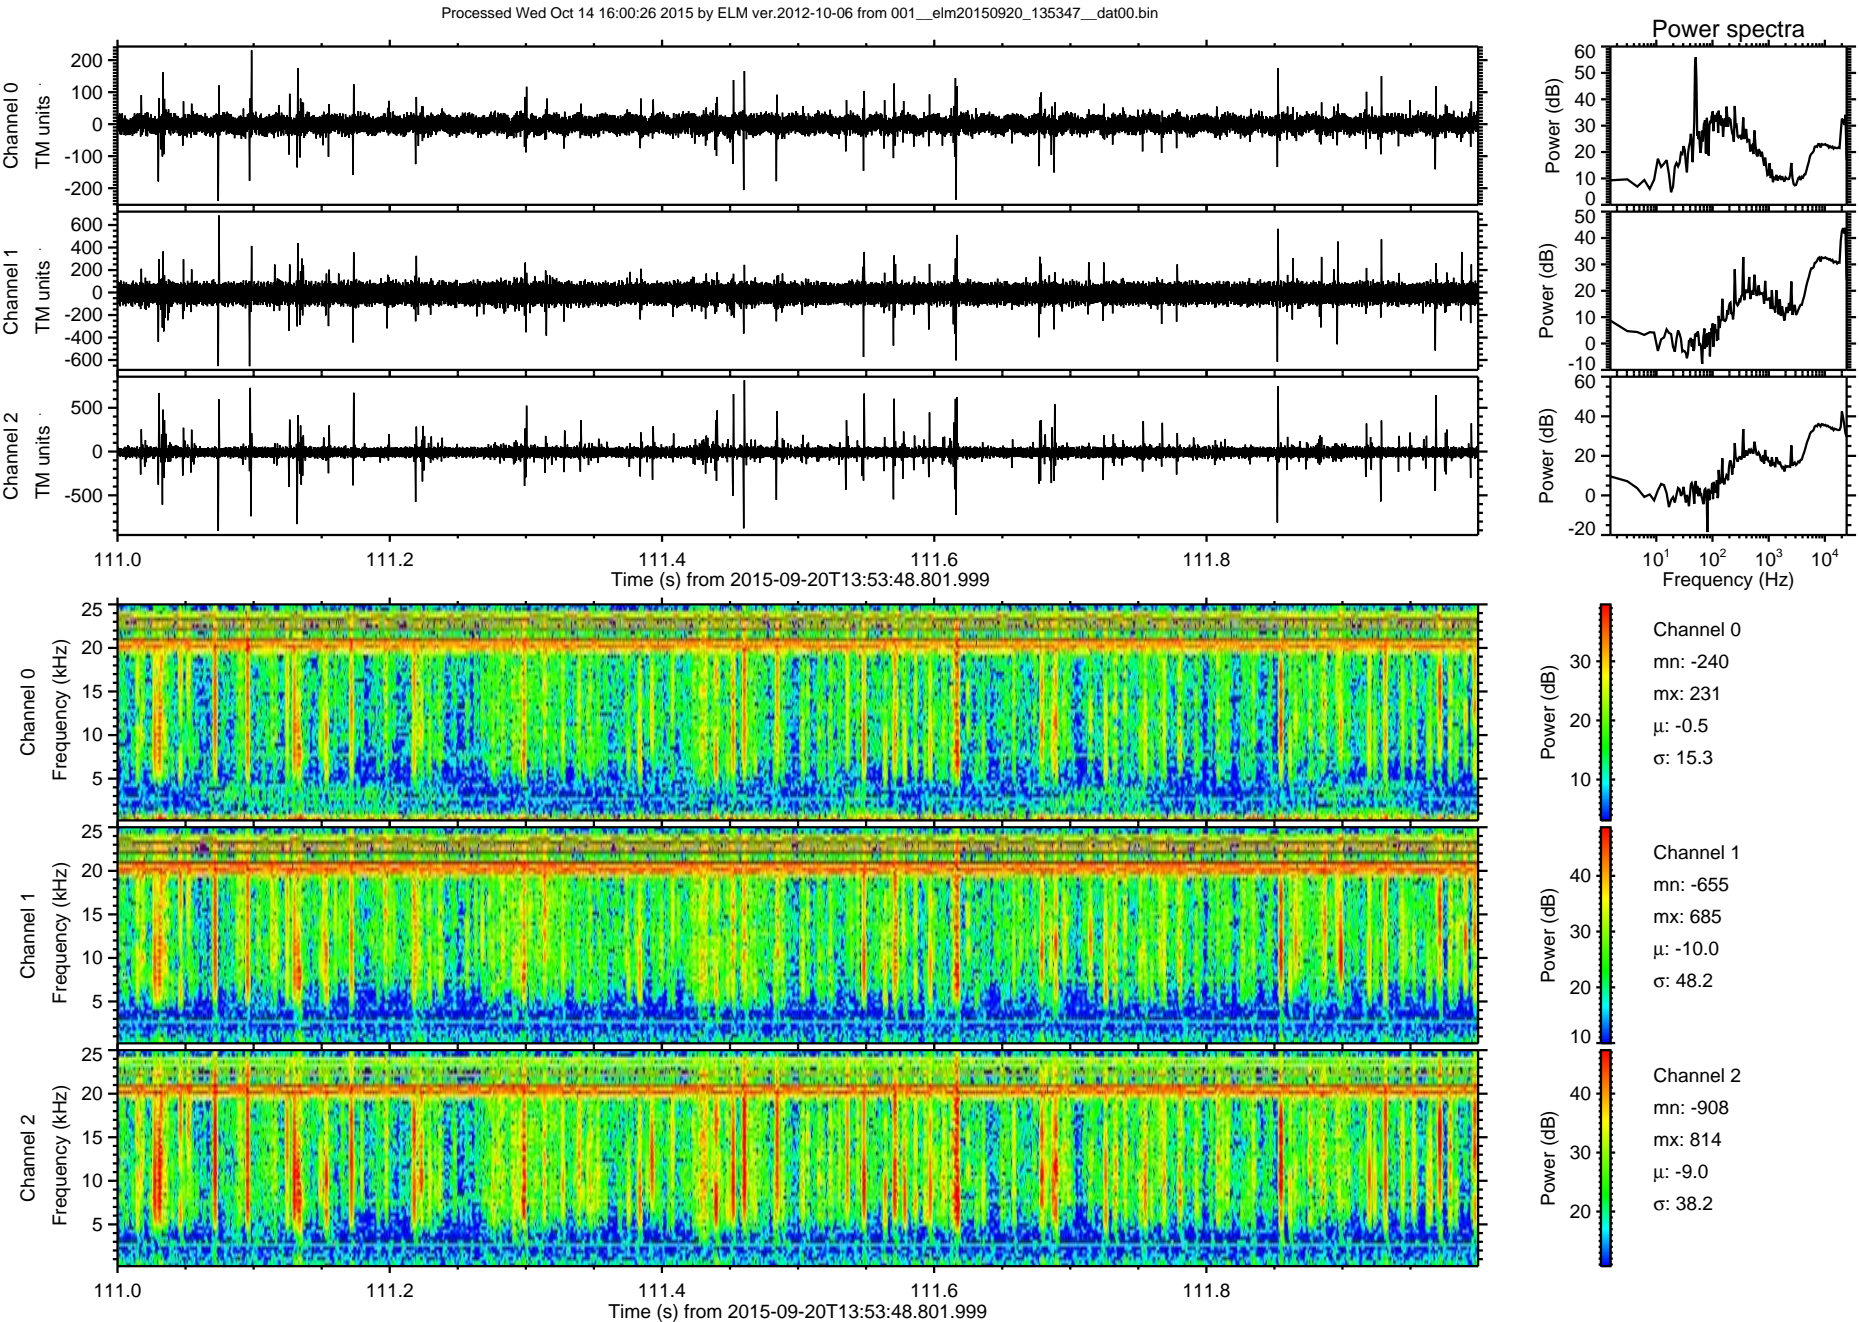 Processed Wed Oct 14 16:00:26 2015 by ELM ver.2012-10-06 from 001__elm20150920_135347__dat00.bin
Power spectra
Channel 0
TM units
200
100
0
-100
-200
Power (dB)
60
50
40
30
20
10
0
Channel 1
TM units
600
400
200
0
-200
-400
-600
Power (dB)
50
40
30
20
10
0
-10
Channel 2
TM units
500
0
-500
Power (dB)
60
40
20
0
-20
111.0 111.2 111.4 111.6 111.8
Time (s) from 2015-09-20T13:53:48.801.999
10¹ 10² 10³ 10⁴
Frequency (Hz)
Channel 0
Frequency (kHz)
25
20
15
10
5
Power (dB)
30
20
10
Channel 0
mn: -240
mx: 231
μ: -0.5
σ: 15.3
Channel 1
Frequency (kHz)
25
20
15
10
5
Power (dB)
40
30
20
10
Channel 1
mn: -655
mx: 685
μ: -10.0
σ: 48.2
Channel 2
Frequency (kHz)
25
20
15
10
5
Power (dB)
40
30
20
Channel 2
mn: -908
mx: 814
μ: -9.0
σ: 38.2
111.0 111.2 111.4 111.6 111.8
Time (s) from 2015-09-20T13:53:48.801.999